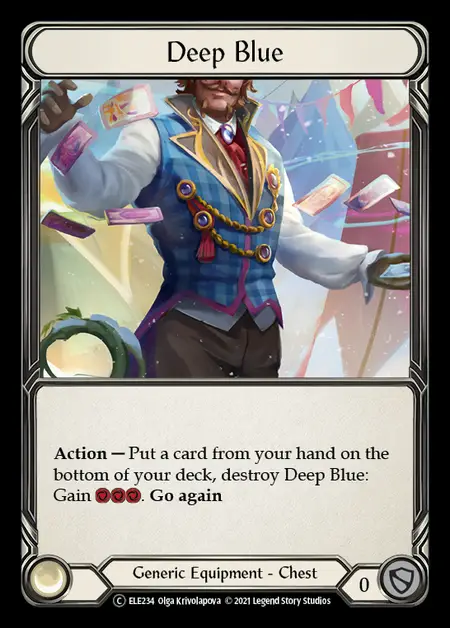 Deep Blue
Action — Put a card from your hand on the
bottom of your deck, destroy Deep Blue:
Gain . Go again
Generic Equipment - Chest
0
C ELE234 Olga Krivolapova © 2021 Legend Story Studios